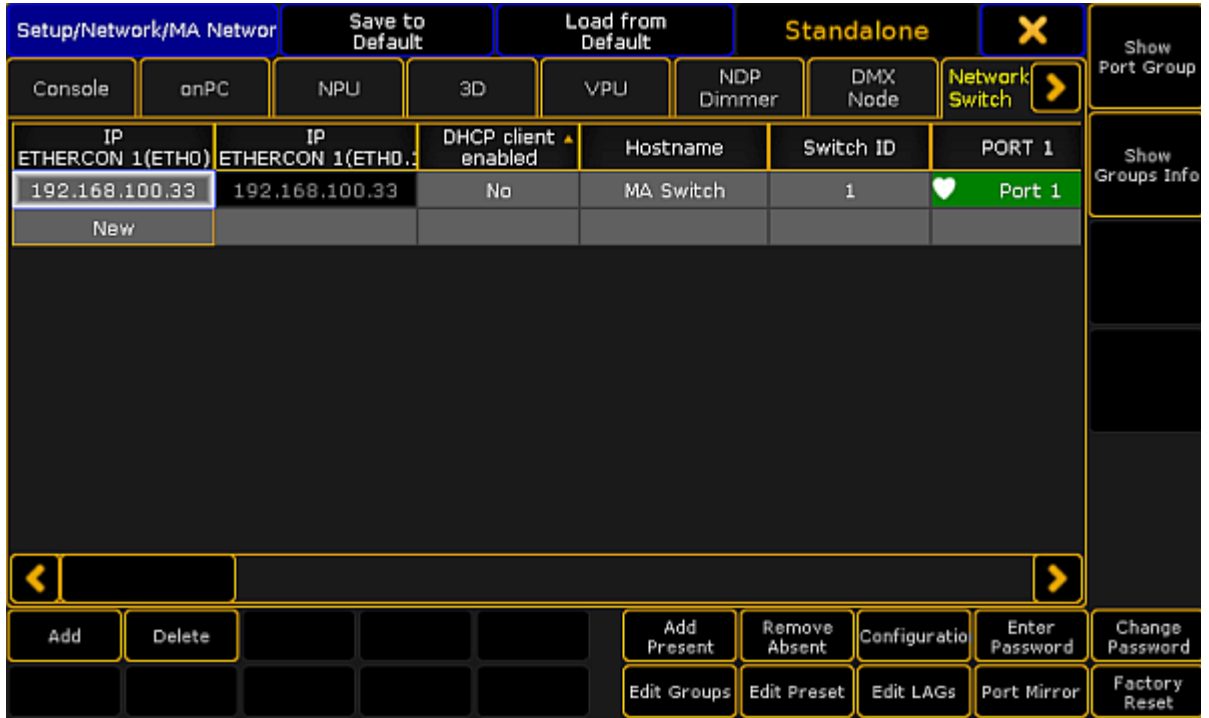 Setup/Network/MA Networ
Save to
Default
Load from
Default
Standalone
Show
Port Group
Console
onPC
NPU
3D
VPU
NDP
Dimmer
DMX
Node
Network
Switch
IP
ETHERCON 1(ETH0)
IP
ETHERCON 1(ETH0.:
DHCP client
enabled
Hostname
Switch ID
PORT 1
Show
Groups Info
192.168.100.33
192.168.100.33
No
MA Switch
1
Port 1
New
Add
Delete
Add
Present
Remove
Absent
Configuratio
Enter
Password
Change
Password
Edit Groups
Edit Preset
Edit LAGs
Port Mirror
Factory
Reset